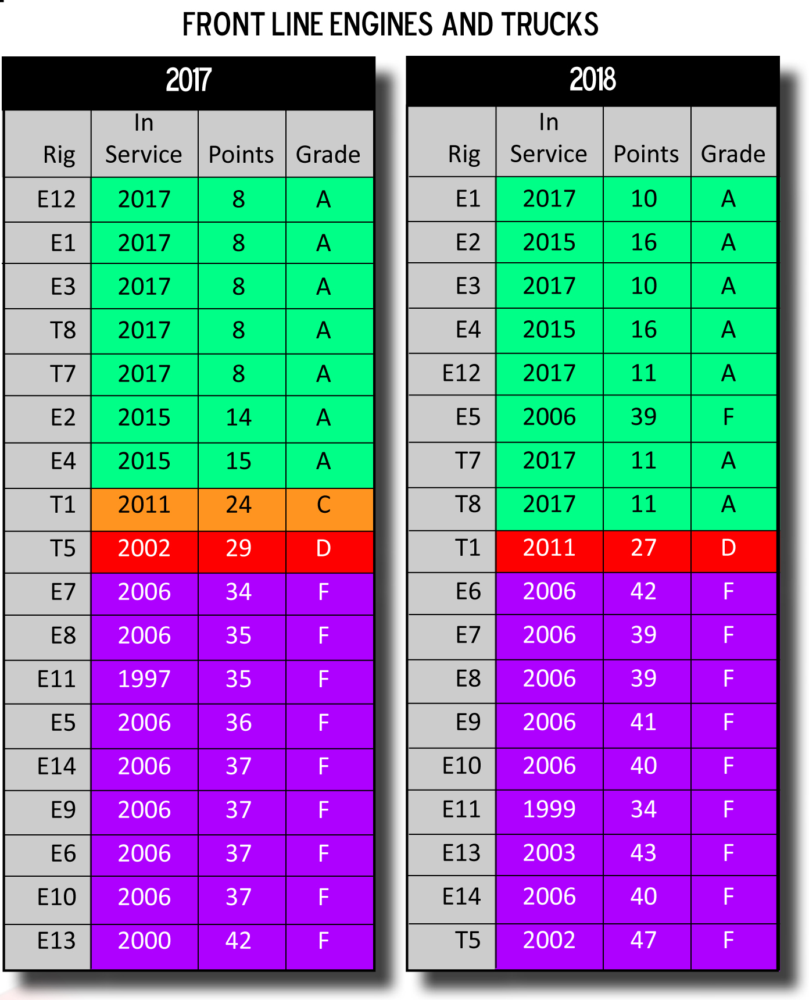 FRONT LINE ENGINES AND TRUCKS
2017
Rig In Service Points Grade
E12 2017 8 A
E1 2017 8 A
E3 2017 8 A
T8 2017 8 A
T7 2017 8 A
E2 2015 14 A
E4 2015 15 A
T1 2011 24 C
T5 2002 29 D
E7 2006 34 F
E8 2006 35 F
E11 1997 35 F
E5 2006 36 F
E14 2006 37 F
E9 2006 37 F
E6 2006 37 F
E10 2006 37 F
E13 2000 42 F
2018
Rig In Service Points Grade
E1 2017 10 A
E2 2015 16 A
E3 2017 10 A
E4 2015 16 A
E12 2017 11 A
E5 2006 39 F
T7 2017 11 A
T8 2017 11 A
T1 2011 27 D
E6 2006 42 F
E7 2006 39 F
E8 2006 39 F
E9 2006 41 F
E10 2006 40 F
E11 1999 34 F
E13 2003 43 F
E14 2006 40 F
T5 2002 47 F